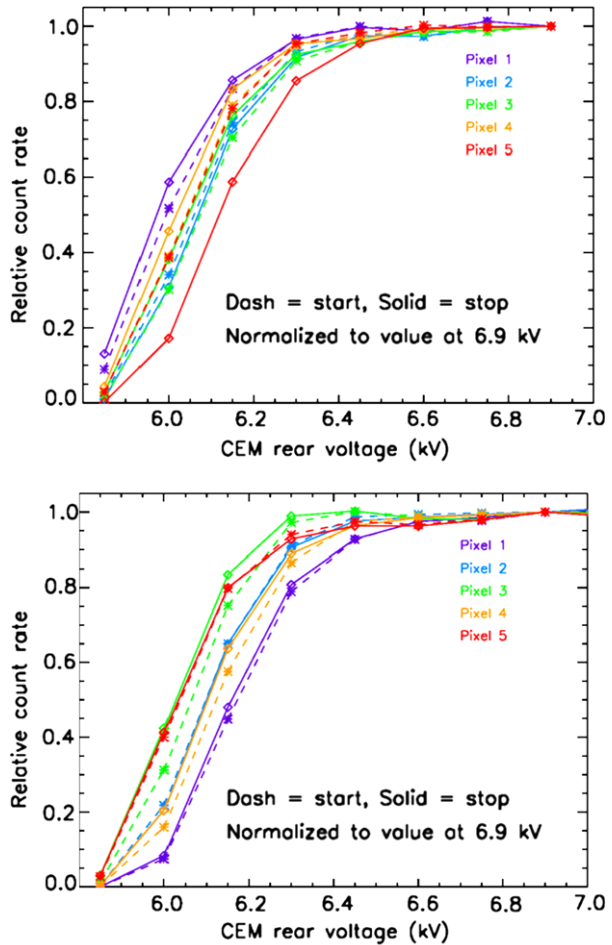 1.0
0.8
0.6
0.4
0.2
0.0
Relative count rate
Pixel 1
Pixel 2
Pixel 3
Pixel 4
Pixel 5
Dash = start, Solid = stop
Normalized to value at 6.9 kV
6.0 6.2 6.4 6.6 6.8 7.0
CEM rear voltage (kV)
1.0
0.8
0.6
0.4
0.2
0.0
Relative count rate
Pixel 1
Pixel 2
Pixel 3
Pixel 4
Pixel 5
Dash = start, Solid = stop
Normalized to value at 6.9 kV
6.0 6.2 6.4 6.6 6.8 7.0
CEM rear voltage (kV)